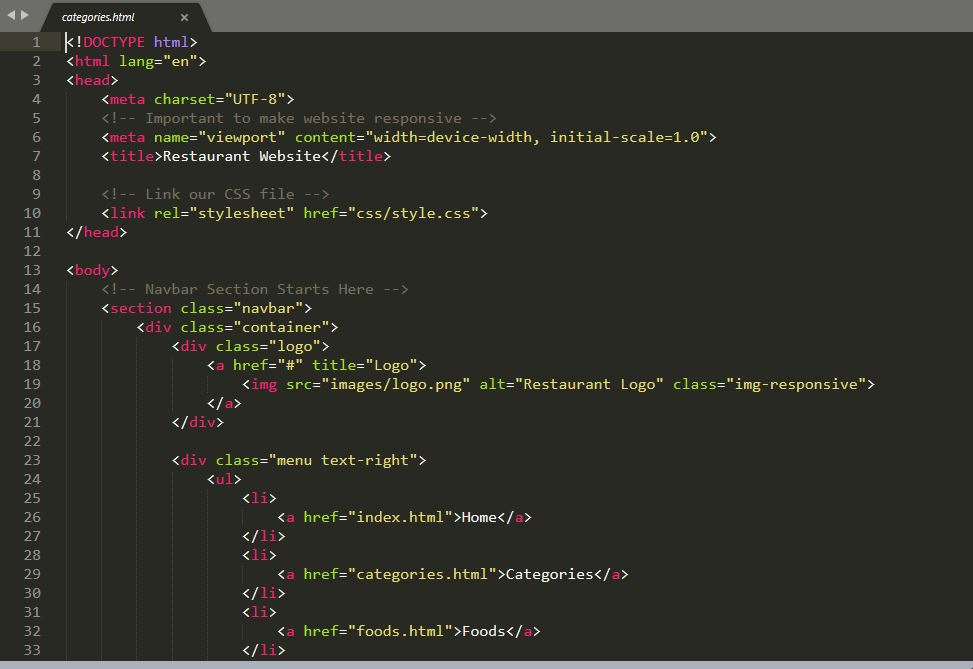 categories.html
1 <!DOCTYPE html>
2 <html lang="en">
3 <head>
4     <meta charset="UTF-8">
5     <!-- Important to make website responsive -->
6     <meta name="viewport" content="width=device-width, initial-scale=1.0">
7     <title>Restaurant Website</title>
8
9     <!-- Link our CSS file -->
10     <link rel="stylesheet" href="css/style.css">
11 </head>
12
13 <body>
14     <!-- Navbar Section Starts Here -->
15     <section class="navbar">
16         <div class="container">
17             <div class="logo">
18                 <a href="#" title="Logo">
19                     <img src="images/logo.png" alt="Restaurant Logo" class="img-responsive">
20                 </a>
21             </div>
22
23             <div class="menu text-right">
24                 <ul>
25                     <li>
26                         <a href="index.html">Home</a>
27                     </li>
28                     <li>
29                         <a href="categories.html">Categories</a>
30                     </li>
31                     <li>
32                         <a href="foods.html">Foods</a>
33                     </li>